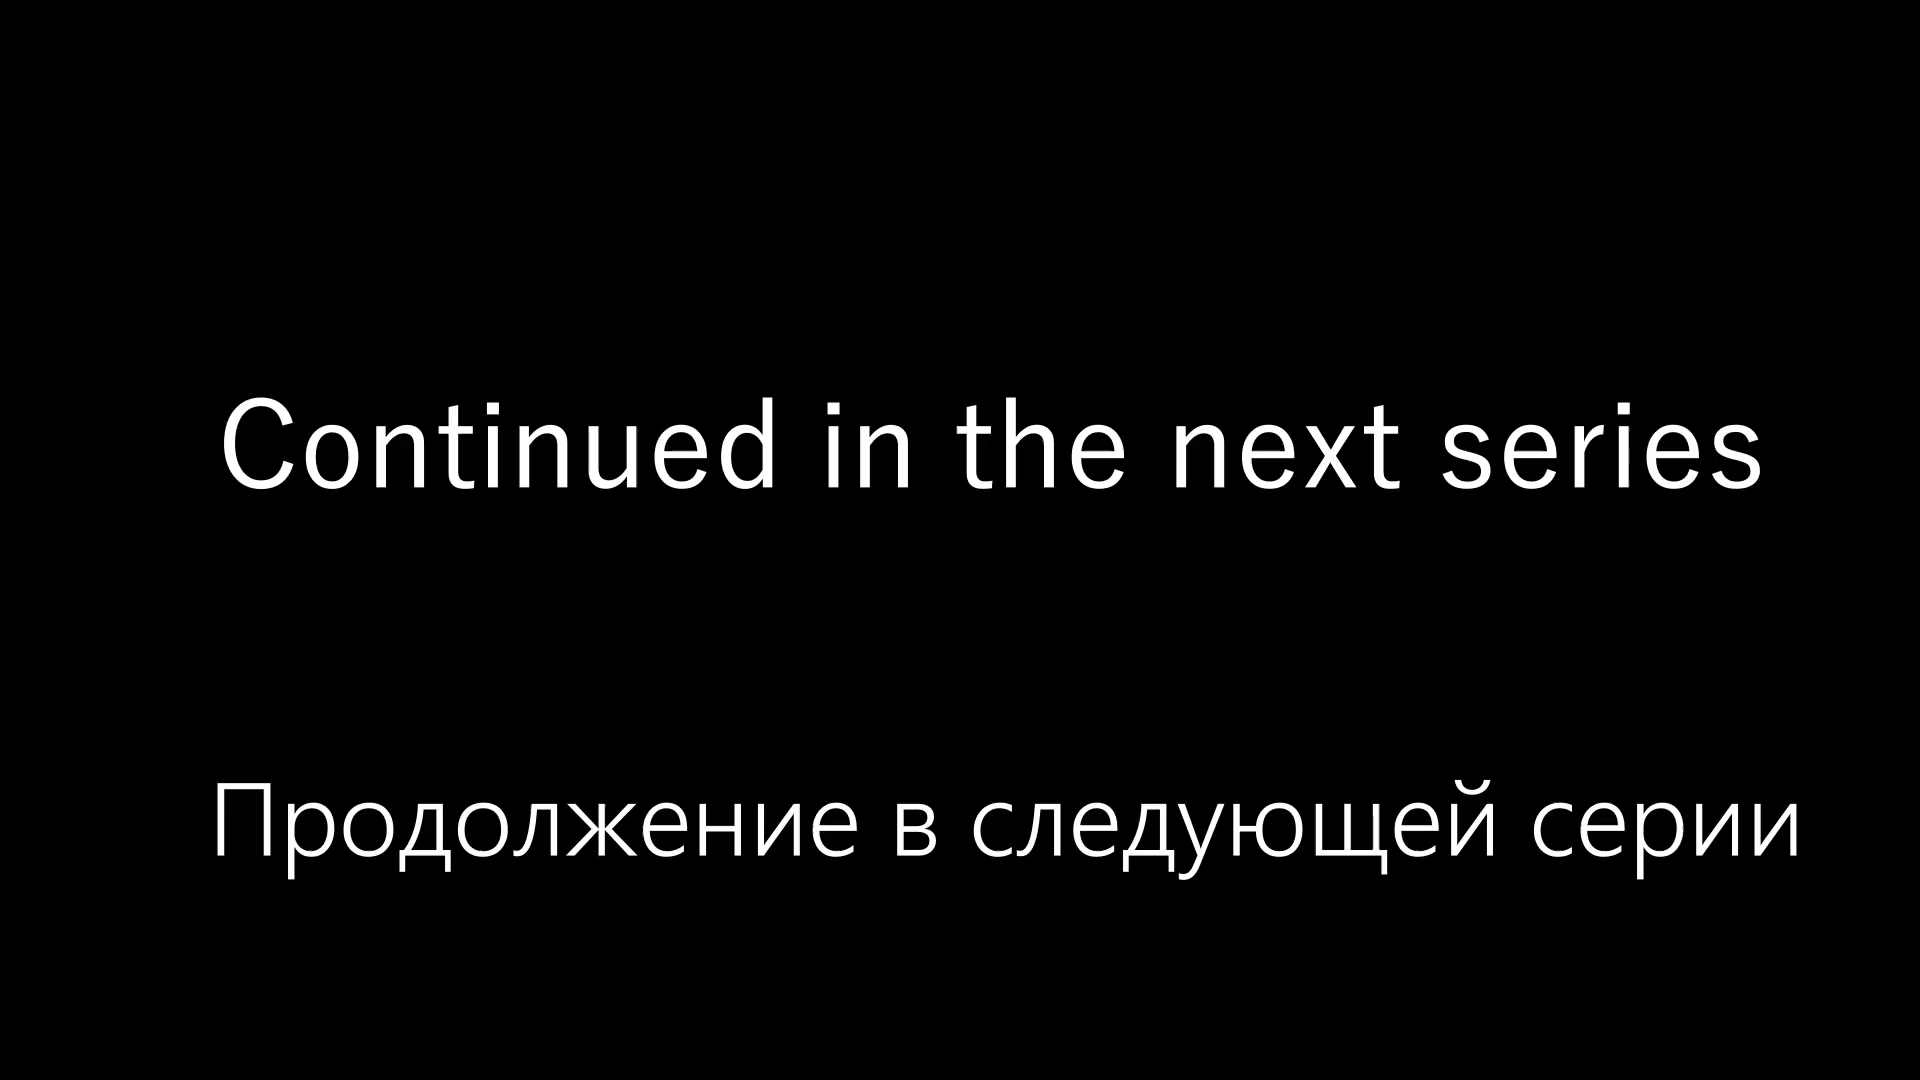 Continued in the next series
Продолжение в следующей серии